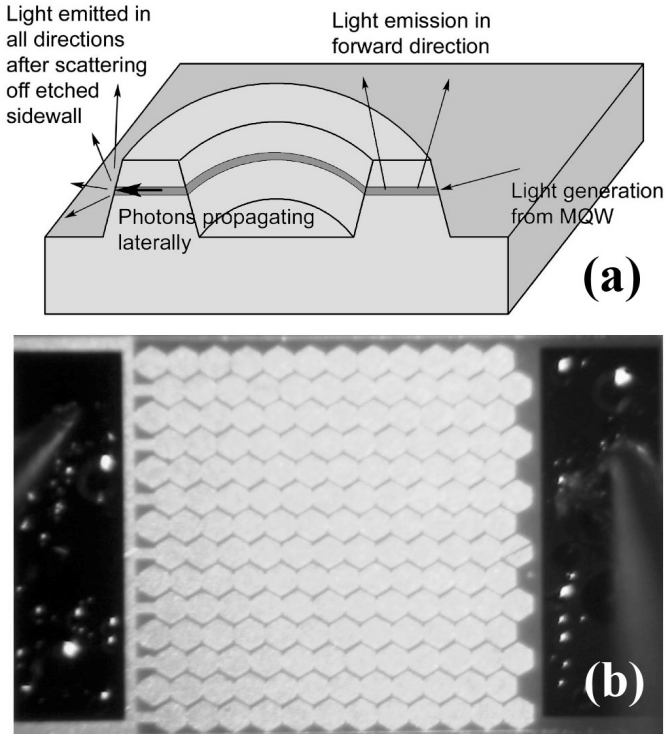 Light emitted in
all directions
after scattering
off etched
sidewall
Light emission in
forward direction
Photons propagating
laterally
Light generation
from MQW
(a)
(b)